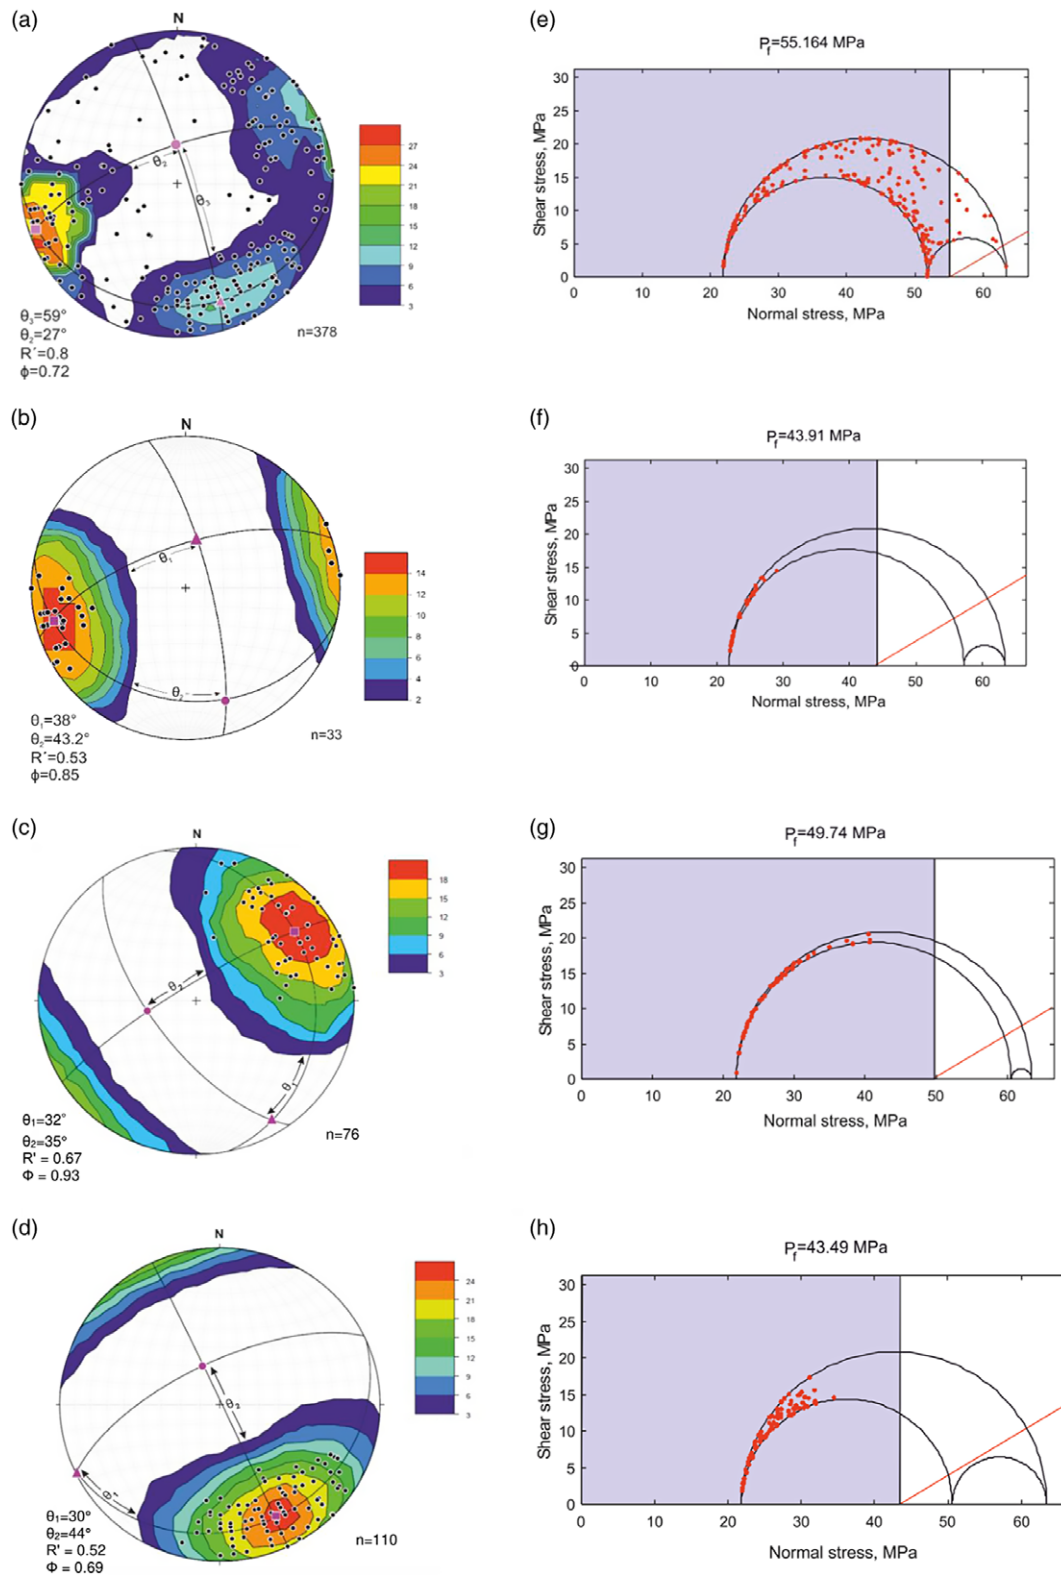 (a)
N
θ2
θ3
27
24
21
18
15
12
9
6
3
θ3=59°
θ2=27°
R´=0.8
ϕ=0.72
n=378
(e)
Pf=55.164 MPa
Shear stress, MPa
30
25
20
15
10
5
0
0 10 20 30 40 50 60
Normal stress, MPa
(b)
N
θ1
θ2
14
12
10
8
6
4
2
θ1=38°
θ2=43.2°
R´=0.53
ϕ=0.85
n=33
(f)
Pf=43.91 MPa
Shear stress, MPa
30
25
20
15
10
5
0
0 10 20 30 40 50 60
Normal stress, MPa
(c)
N
θ2
θ1
18
15
12
9
6
3
θ1=32°
θ2=35°
R' = 0.67
Φ = 0.93
n=76
(g)
Pf=49.74 MPa
Shear stress, MPa
30
25
20
15
10
5
0
0 10 20 30 40 50 60
Normal stress, MPa
(d)
N
θ2
θ1
24
21
18
15
12
9
6
3
θ1=30°
θ2=44°
R' = 0.52
Φ = 0.69
n=110
(h)
Pf=43.49 MPa
Shear stress, MPa
30
25
20
15
10
5
0
0 10 20 30 40 50 60
Normal stress, MPa